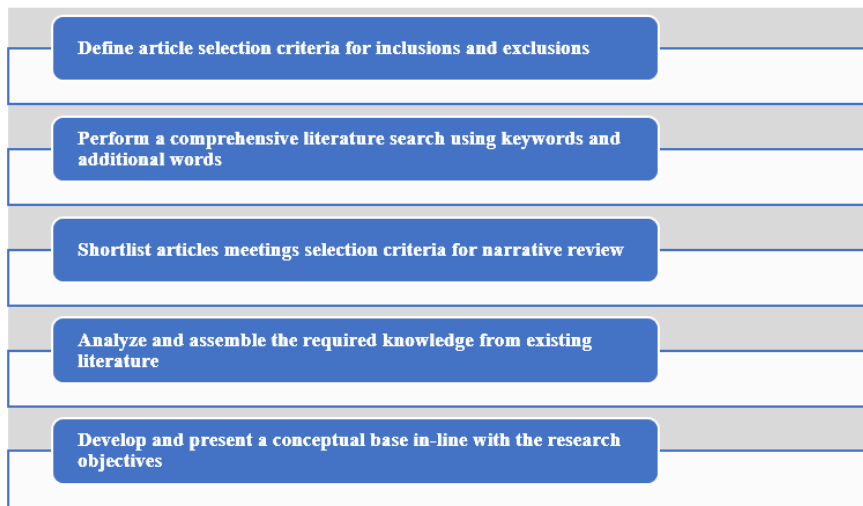 Define article selection criteria for inclusions and exclusions
Perform a comprehensive literature search using keywords and
additional words
Shortlist articles meetings selection criteria for narrative review
Analyze and assemble the required knowledge from existing
literature
Develop and present a conceptual base in-line with the research
objectives